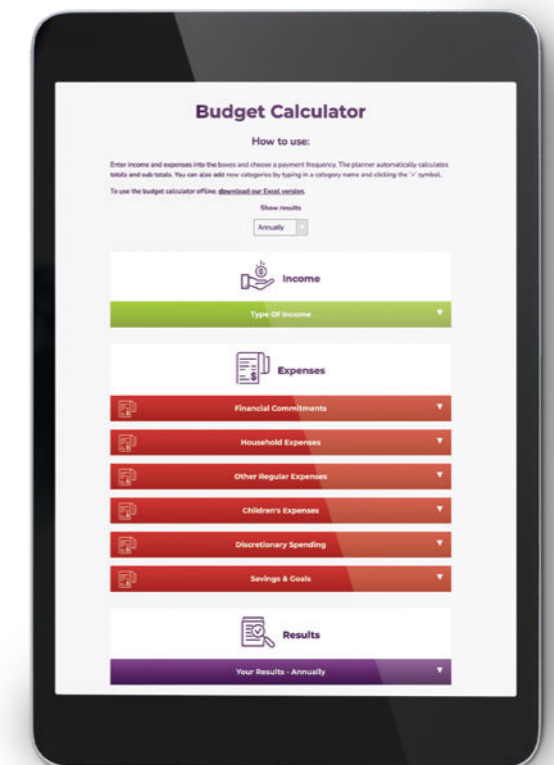 Budget Calculator
How to use:
Enter income and expenses into the boxes and choose a payment frequency. The planner automatically calculates
totals and sub totals. You can also add new categories by typing in a category name and clicking the '+' symbol.
To use the budget calculator offline, download our Excel version.
Show results
Annually
Income
Type Of Income
Expenses
Financial Commitments
Household Expenses
Other Regular Expenses
Children's Expenses
Discretionary Spending
Savings & Goals
Results
Your Results - Annually